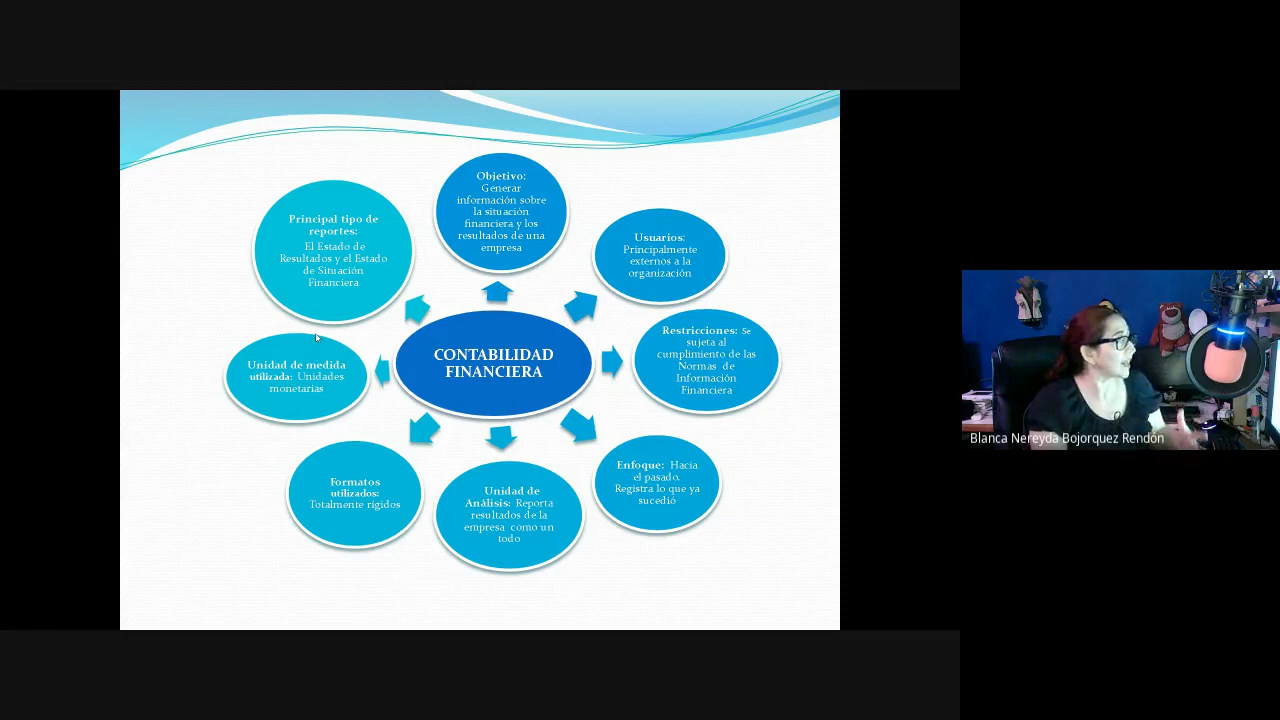 Objetivo:
Generar
información sobre
la situación
financiera y los
resultados de una
empresa
Usuarios:
Principalmente
externos a la
organización
Restricciones: Se
sujeta al
cumplimiento de las
Normas de
Información
Financiera
Enfoque: Hacia
el pasado.
Registra lo que ya
sucedió
Unidad de
Análisis: Reporta
resultados de la
empresa como un
todo
Formatos
utilizados:
Totalmente rígidos
Unidad de medida
utilizada: Unidades
monetarias
Principal tipo de
reportes:
El Estado de
Resultados y el Estado
de Situación
Financiera
CONTABILIDAD
FINANCIERA
Blanca Nereyda Bojorquez Rendón